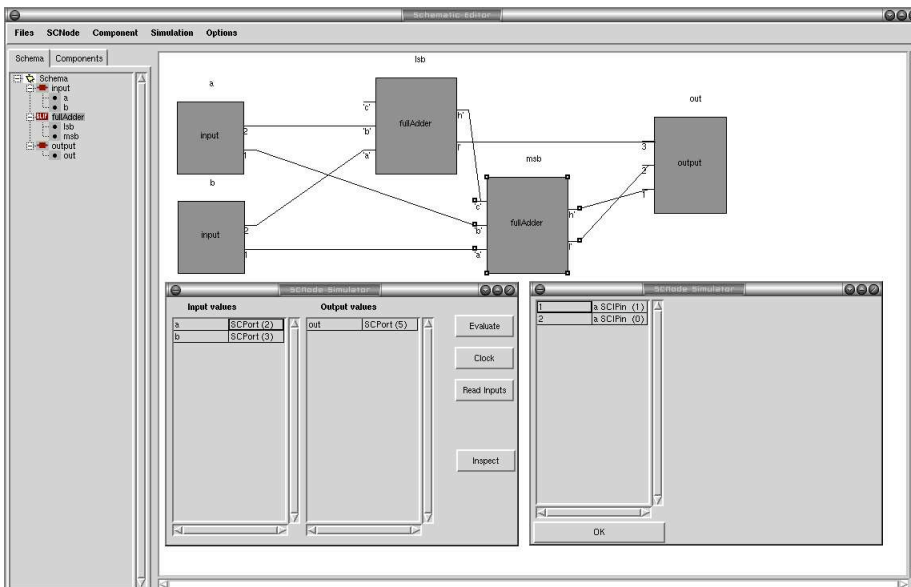 Schematic Editor
Files SCNode Component Simulation Options
Schema Components
Schema
input
a
b
fullAdder
lsb
msb
output
out
a
input
2
1
b
input
2
1
lsb
'c'
'b'
'a'
fullAdder
h'
r'
msb
'c'
'b'
'a'
fullAdder
h'
r'
out
3
2
1
output
SCNode Simulator
Input values Output values
a SCPort (2) out SCPort (5)
b SCPort (3)
Evaluate
Clock
Read Inputs
Inspect
SCNode Simulator
1 a SCIPin (1)
2 a SCIPin (0)
OK